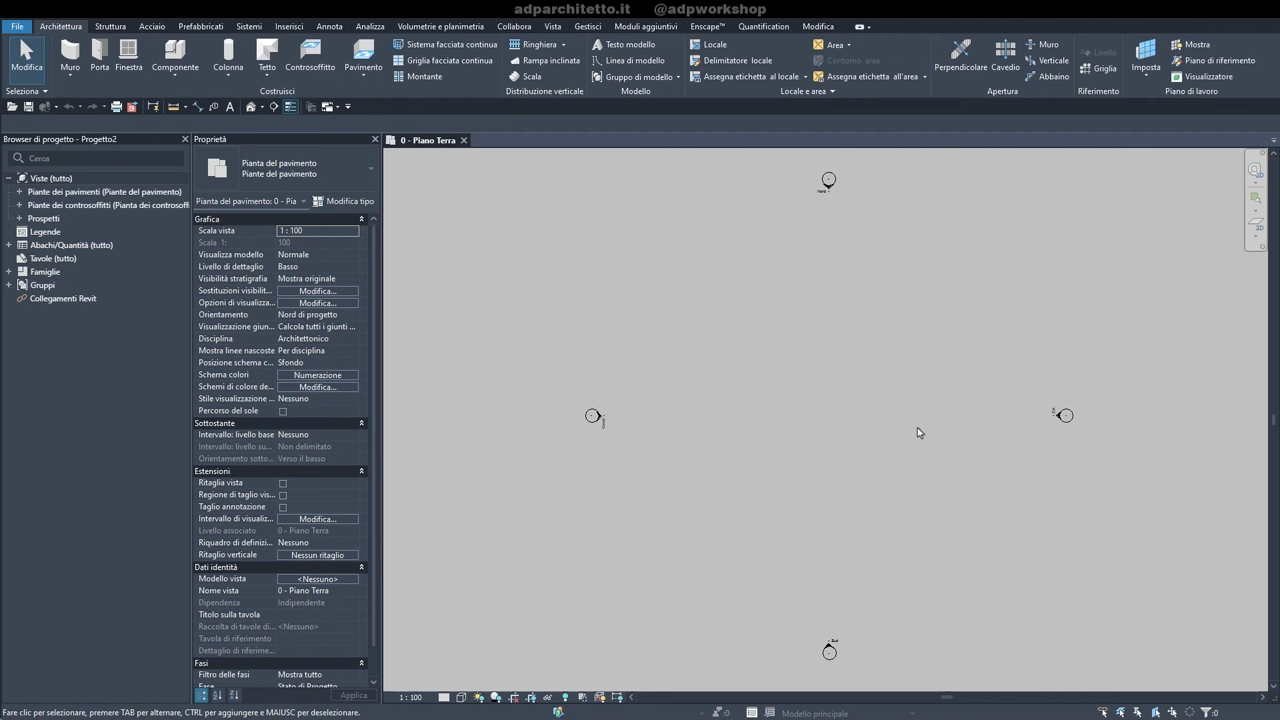 adparchitetto.it @adpworkshop
File Architettura Struttura Acciaio Prefabbricati Sistemi Inserisci Annota Analizza Volumetrie e planimetria Collabora Vista Gestisci Moduli aggiuntivi Enscape™ Quantification Modifica
Modifica Muro Porta Finestra Componente Colonna Tetto Controsoffitto Pavimento
Sistema facciata continua
Griglia facciata continua
Montante
Ringhiera
Rampa inclinata
Scala
Testo modello
Linea di modello
Gruppo di modello
Locale
Delimitatore locale
Assegna etichetta al locale
Area
Contorno area
Assegna etichetta all'area
Perpendicolare Cavedio
Muro
Verticale
Abbaino
Livello
Griglia
Imposta
Mostra
Piano di riferimento
Visualizzatore
Seleziona Costruisci Distribuzione verticale Modello Locale e area Apertura Riferimento Piano di lavoro
Browser di progetto - Progetto2
Cerca
Viste (tutto)
Piante dei pavimenti (Piante del pavimento)
Piante dei controsoffitti (Pianta dei controsoffi
Prospetti
Legende
Abachi/Quantità (tutto)
Tavole (tutto)
Famiglie
Gruppi
Collegamenti Revit
Proprietà
Pianta del pavimento
Piante del pavimento
Pianta del pavimento: 0 - Pia Modifica tipo
Grafica
Scala vista 1 : 100
Scala 1: 100
Visualizza modello Normale
Livello di dettaglio Basso
Visibilità stratigrafia Mostra originale
Sostituzioni visibilit... Modifica...
Opzioni di visualizza... Modifica...
Orientamento Nord di progetto
Visualizzazione giun... Calcola tutti i giunti ...
Disciplina Architettonico
Mostra linee nascoste Per disciplina
Posizione schema c... Sfondo
Schema colori Numerazione
Schemi di colore de... Modifica...
Stile visualizzazione ... Nessuno
Percorso del sole
Sottostante
Intervallo: livello base Nessuno
Intervallo: livello su... Non delimitato
Orientamento sotto... Verso il basso
Estensioni
Ritaglia vista
Regione di taglio vis...
Taglio annotazione
Intervallo di visualiz... Modifica...
Livello associato 0 - Piano Terra
Riquadro di definizi... Nessuno
Ritaglio verticale Nessun ritaglio
Dati identità
Modello vista <Nessuno>
Nome vista 0 - Piano Terra
Dipendenza Indipendente
Titolo sulla tavola
Raccolta di tavole di... <Nessuno>
Tavola di riferimento
Dettaglio di riferime...
Fasi
Filtro delle fasi Mostra tutto
Fase Stato di Progetto
Applica
0 - Piano Terra
1 : 100
Fare clic per selezionare, premere TAB per alternare, CTRL per aggiungere e MAIUSC per deselezionare.
:0 Modello principale :0